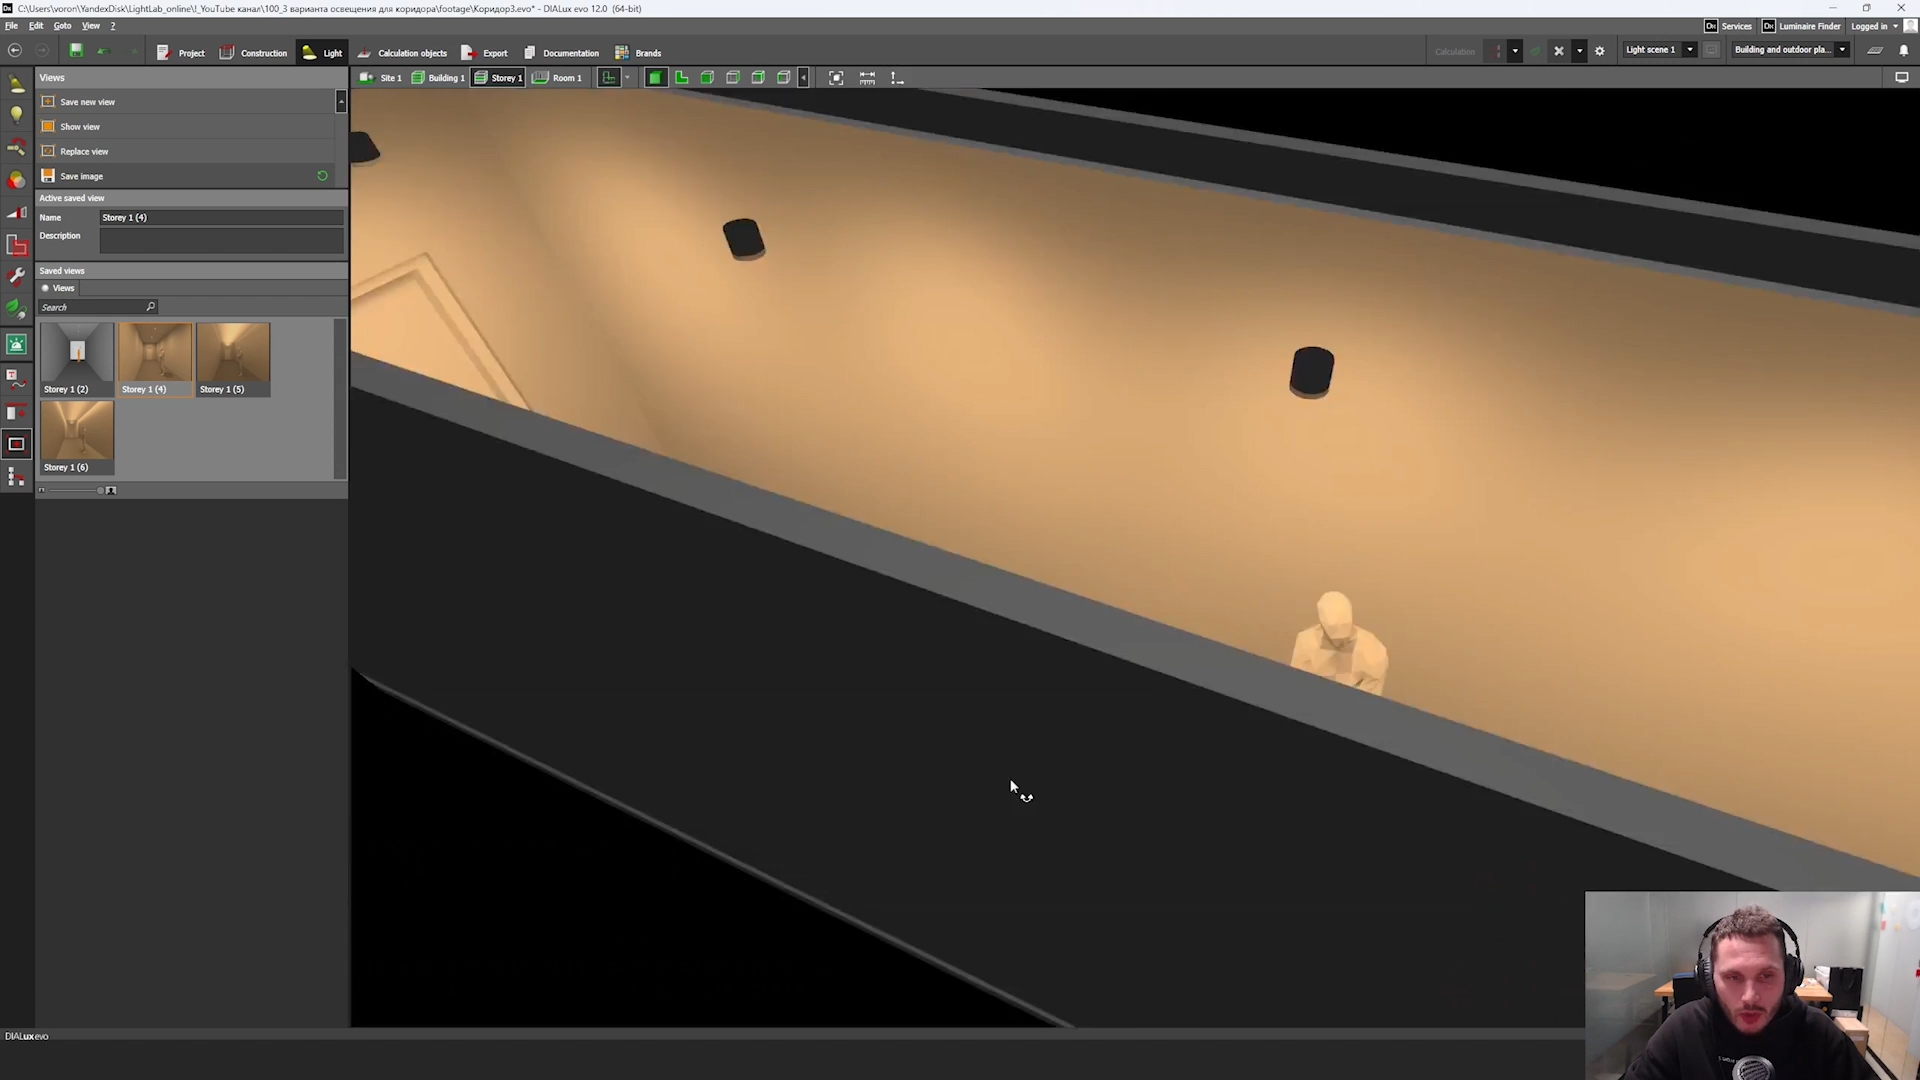 C:\Users\voron\YandexDisk\LightLab_online\!_YouTube канал\100_3 варианта освещения для коридора\footage\Коридор3.evo* - DIALux evo 12.0 (64-bit)
File Edit Goto View ? Services Luminaire Finder Logged in
Project Construction Light Calculation objects Export Documentation Brands Calculation Light scene 1 Building and outdoor pla...
Views Site 1 Building 1 Storey 1 Room 1
Save new view
Show view
Replace view
Save image
Active saved view
Name Storey 1 (4)
Description
Saved views
Views
Search
Storey 1 (2) Storey 1 (4) Storey 1 (5)
Storey 1 (6)
DIALux evo